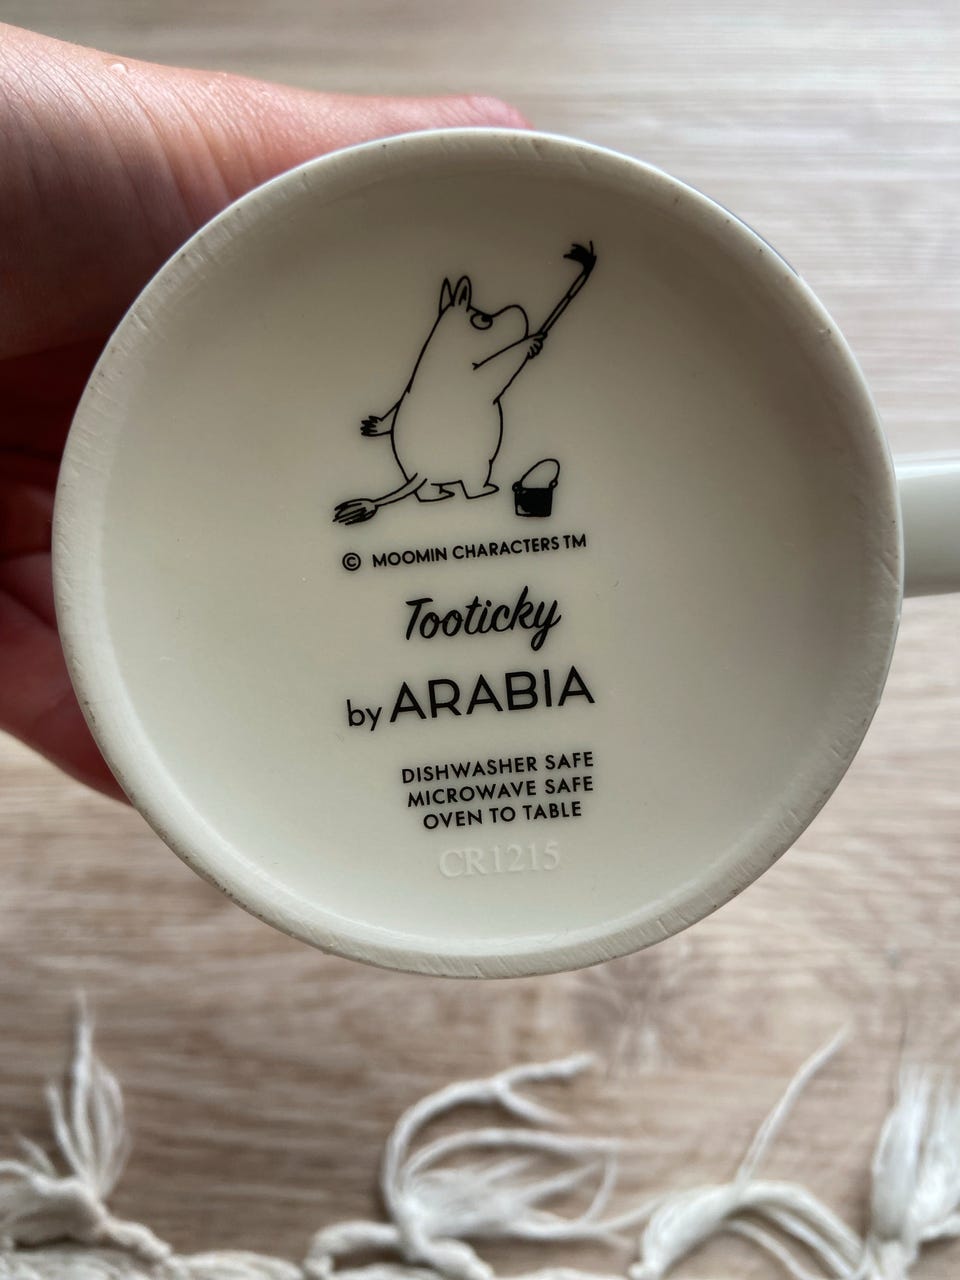 © MOOMIN CHARACTERS TM
Tooticky
by ARABIA
DISHWASHER SAFE
MICROWAVE SAFE
OVEN TO TABLE
CR1215